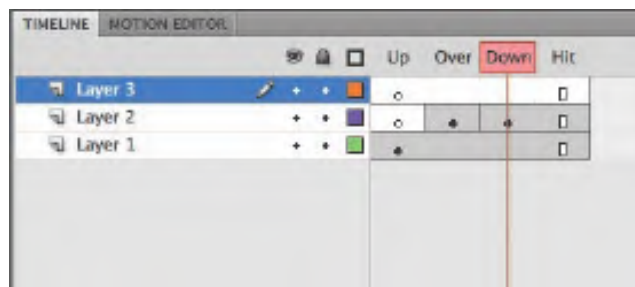 TIMELINE MOTION EDITOR
Up Over Down Hit
Layer 3
Layer 2
Layer 1